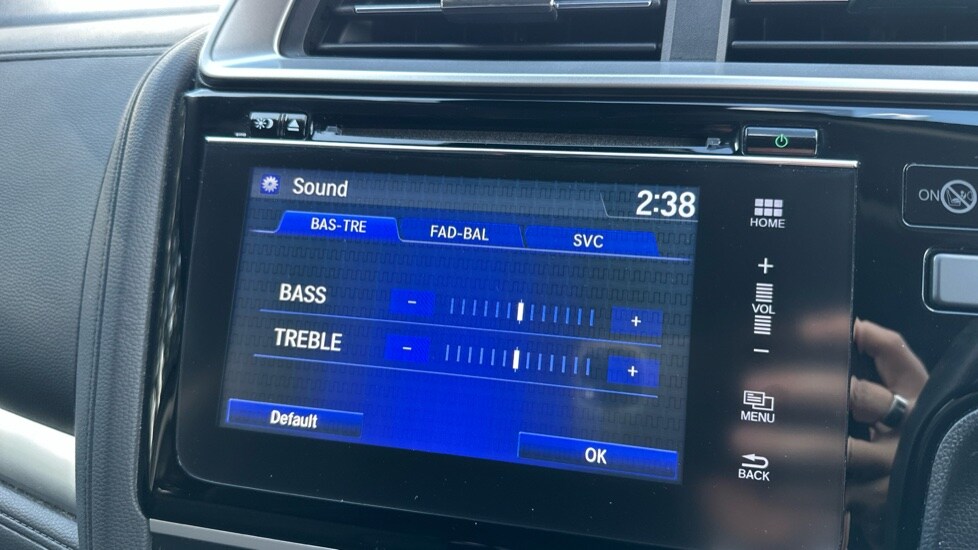 Sound
2:38
BAS-TRE
FAD-BAL
SVC
BASS
-
+
TREBLE
-
+
Default
OK
HOME
+
VOL
-
MENU
BACK
ON